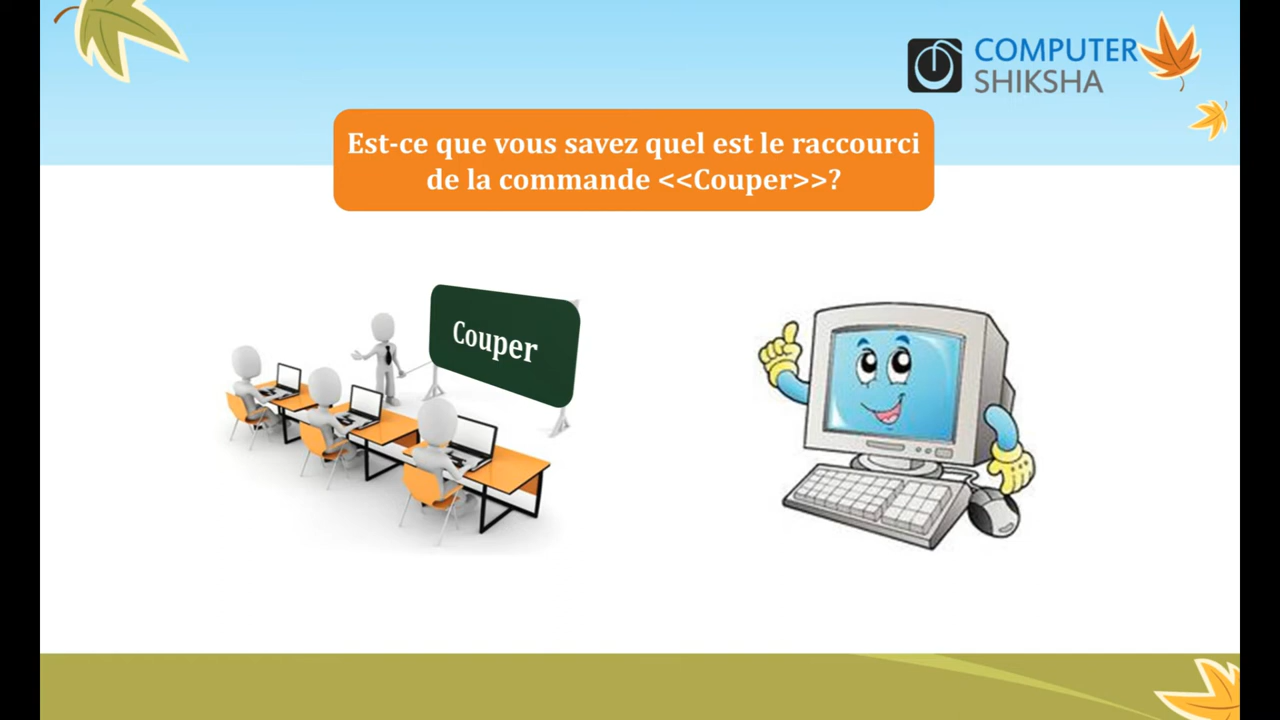 COMPUTER
SHIKSHA
Est-ce que vous savez quel est le raccourci
de la commande <<Couper>>?
Couper